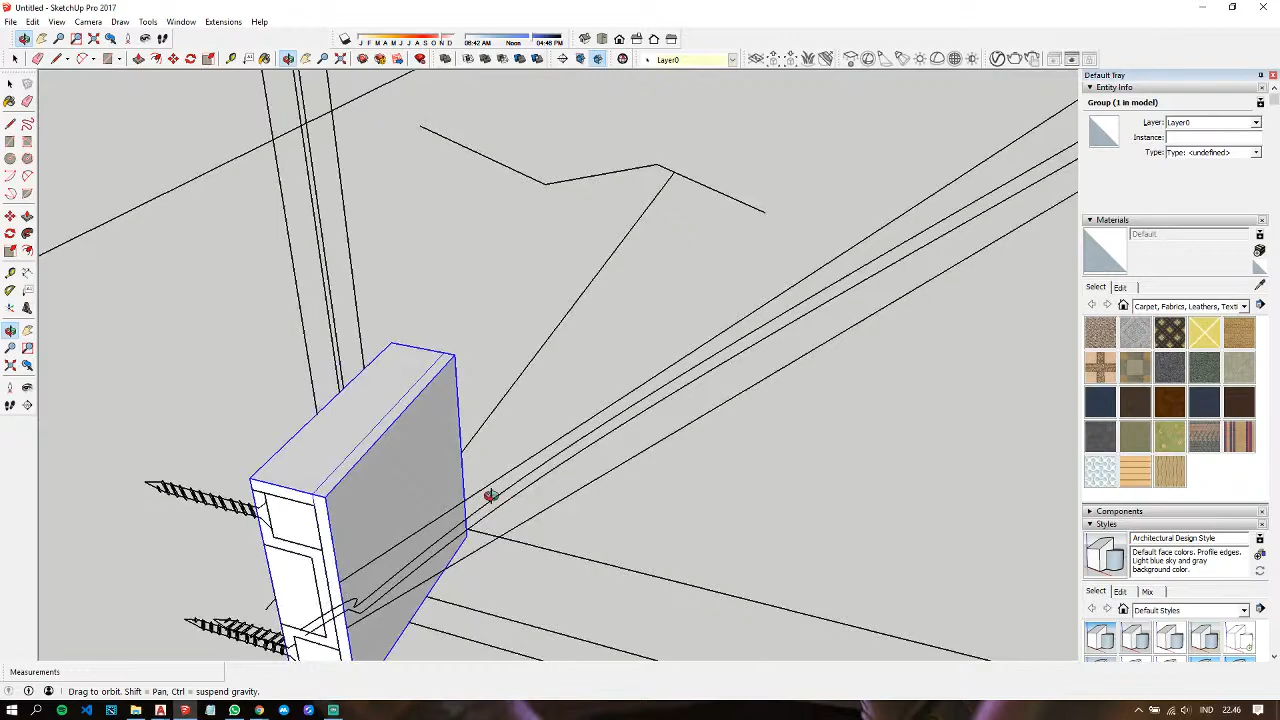 Untitled - SketchUp Pro 2017
File Edit View Camera Draw Tools Window Extensions Help
J F M A M J J A S O N D 06:42 AM Noon 04:46 PM
Layer0
Default Tray
Entity Info
Group (1 in model)
Layer: Layer0
Instance:
Type: Type: <undefined>
Materials
Default
Select Edit
Carpet, Fabrics, Leathers, Texti
Components
Styles
Architectural Design Style
Default face colors. Profile edges.
Light blue sky and gray
background color.
Select Edit Mix
Default Styles
Measurements
Drag to orbit. Shift = Pan, Ctrl = suspend gravity.
IND 22.46